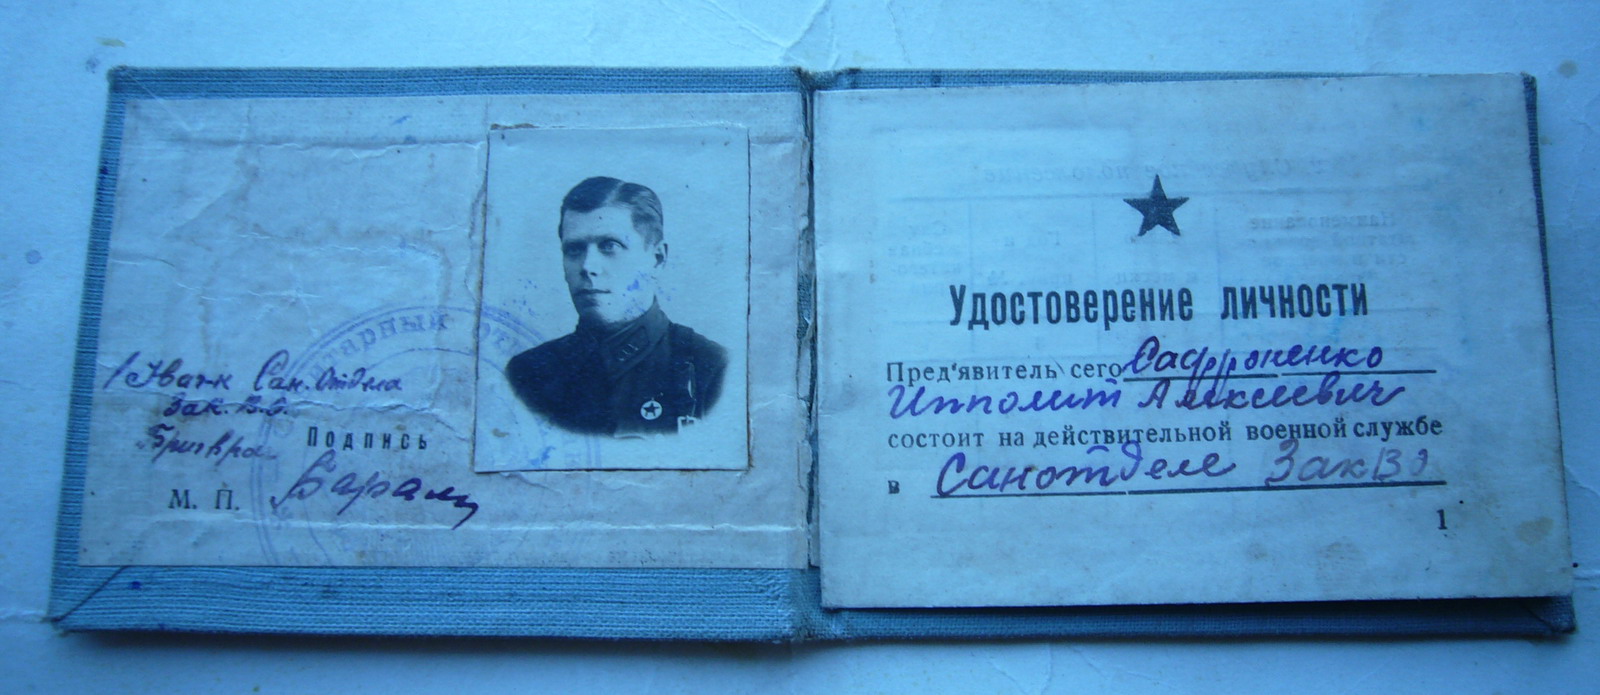 Сан. Отдела
Зак. В.О.
Подпись
М. П.
Удостоверение личности
Пред'явитель сего Сафроненко
Ипполит Алексеевич
состоит на действительной военной службе
в Санотделе ЗакВО
1